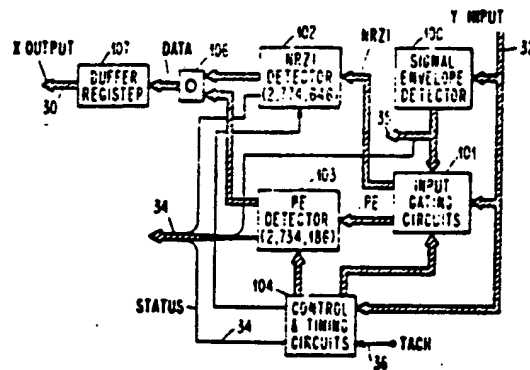 Y INPUT
32
X OUTPUT
107
DATA
106
102
NRZI
100
BUFFER
REGISTER
30
O
NRZI
DETECTOR
(2,774,646)
SIGNAL
ENVELOPE
DETECTOR
35
103
101
PE
DETECTOR
(2,734,186)
PE
INPUT
GATING
CIRCUITS
34
104
STATUS
34
CONTROL
& TIMING
CIRCUITS
TACH
36